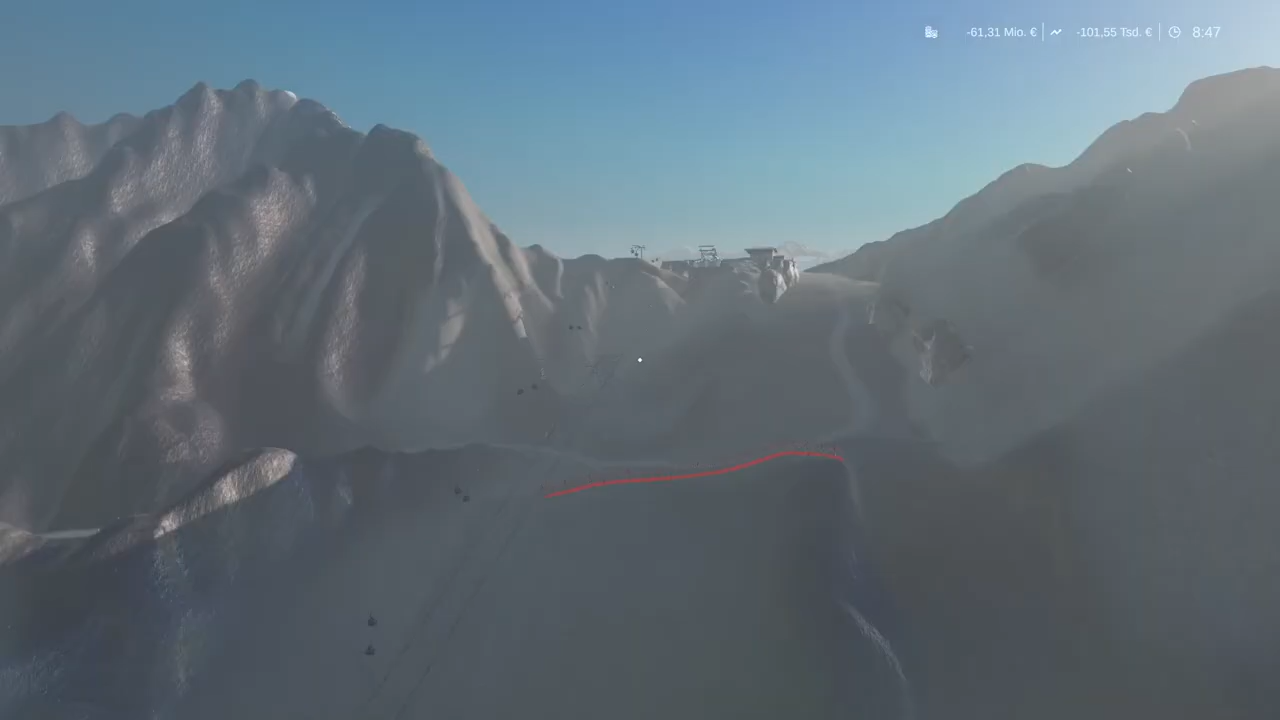 -61,31 Mio. € -101,55 Tsd. € 8:47